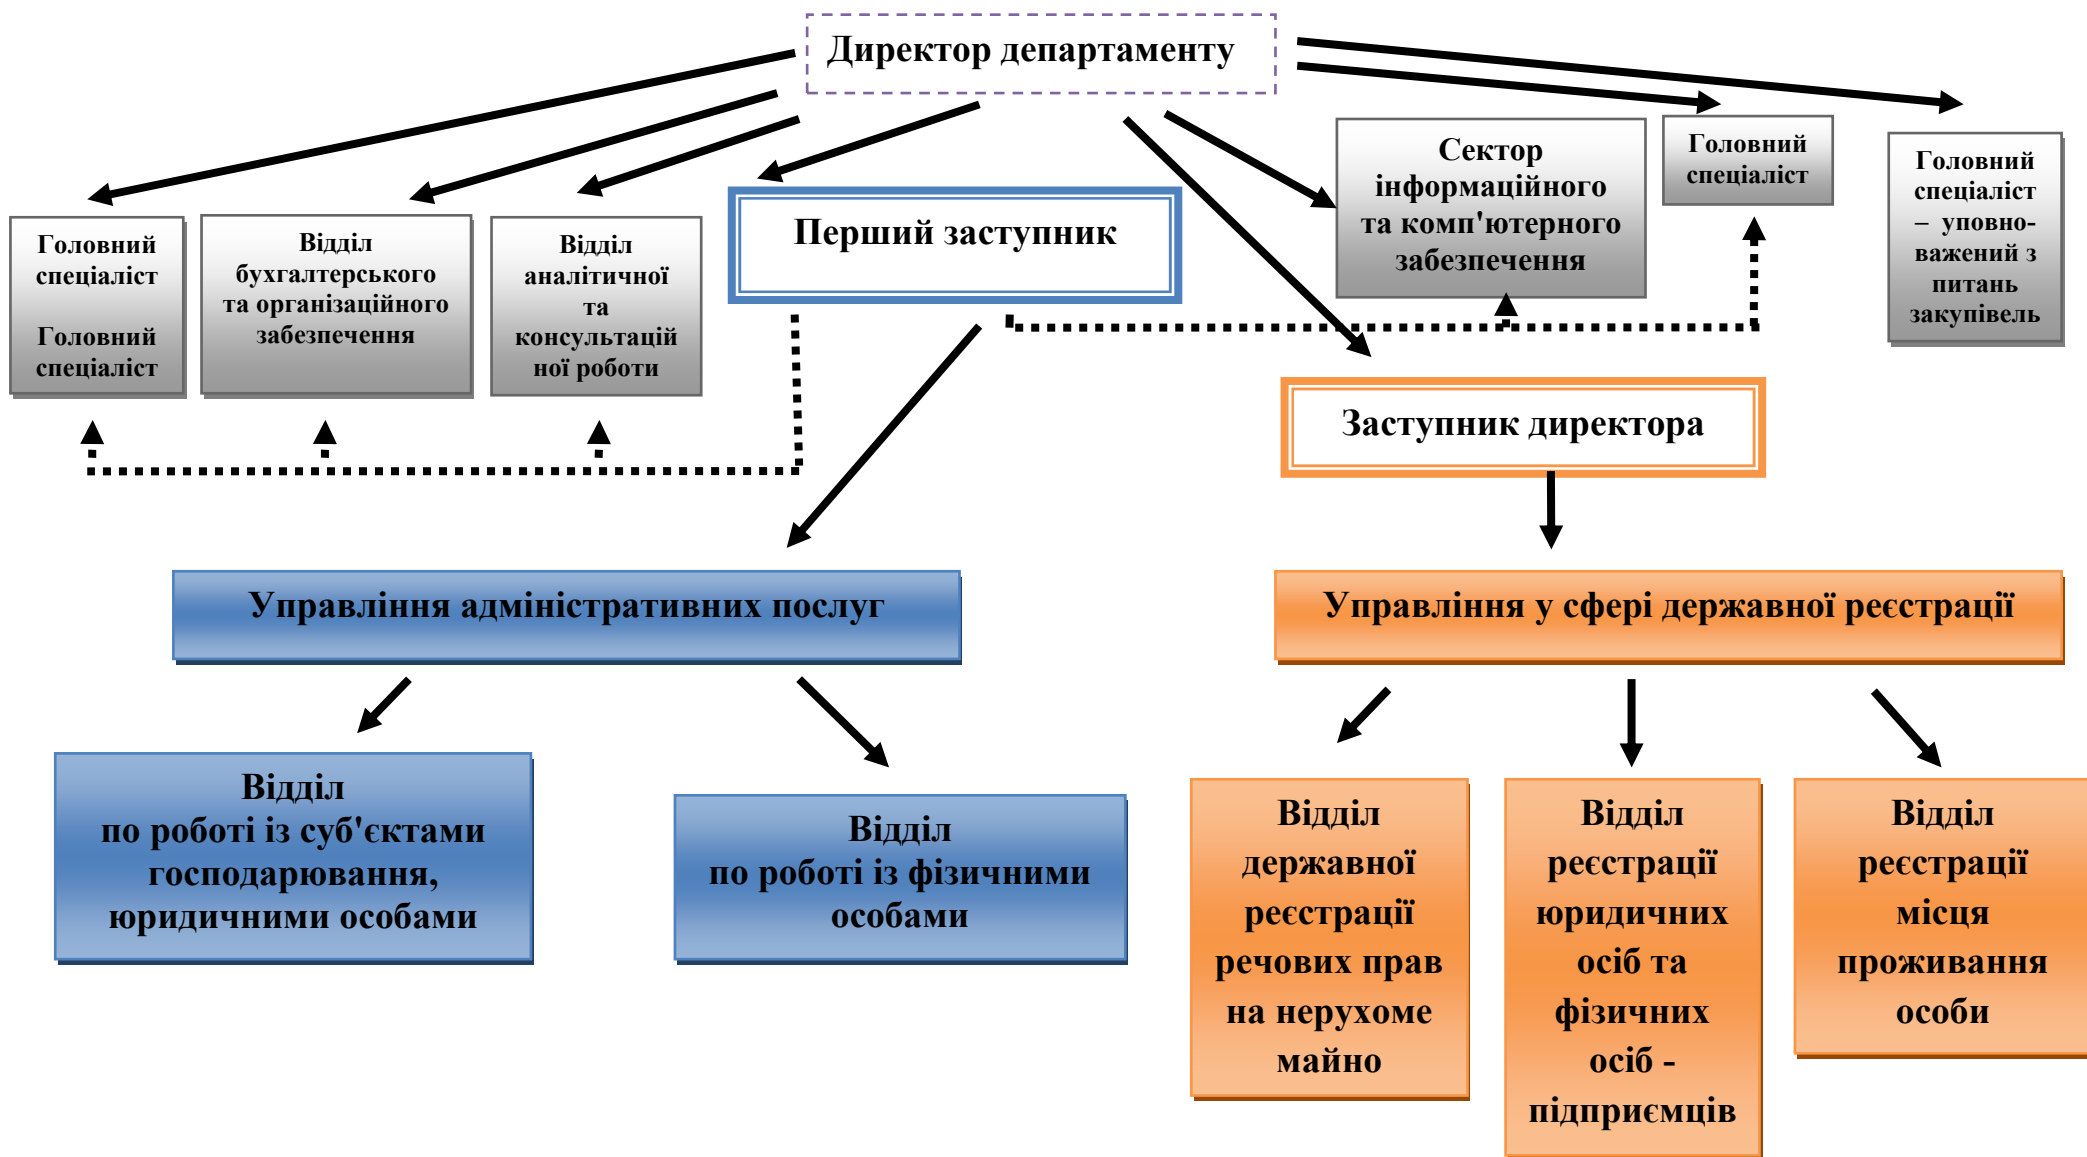 Директор департаменту
Головний
спеціаліст
Головний
спеціаліст
Відділ
бухгалтерського
та організаційного
забезпечення
Відділ
аналітичної
та
консультацій
ної роботи
Перший заступник
Сектор
інформаційного
та комп'ютерного
забезпечення
Головний
спеціаліст
Головний
спеціаліст
– уповно-
важений з
питань
закупівель
Заступник директора
Управління адміністративних послуг
Управління у сфері державної реєстрації
Відділ
по роботі із суб'єктами
господарювання,
юридичними особами
Відділ
по роботі із фізичними
особами
Відділ
державної
реєстрації
речових прав
на нерухоме
майно
Відділ
реєстрації
юридичних
осіб та
фізичних
осіб -
підприємців
Відділ
реєстрації
місця
проживання
особи